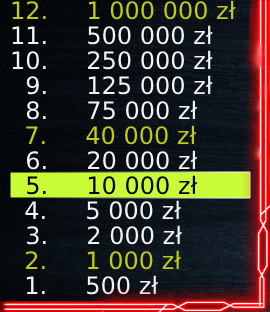 12. 1 000 000 zł
11. 500 000 zł
10. 250 000 zł
9. 125 000 zł
8. 75 000 zł
7. 40 000 zł
6. 20 000 zł
5. 10 000 zł
4. 5 000 zł
3. 2 000 zł
2. 1 000 zł
1. 500 zł